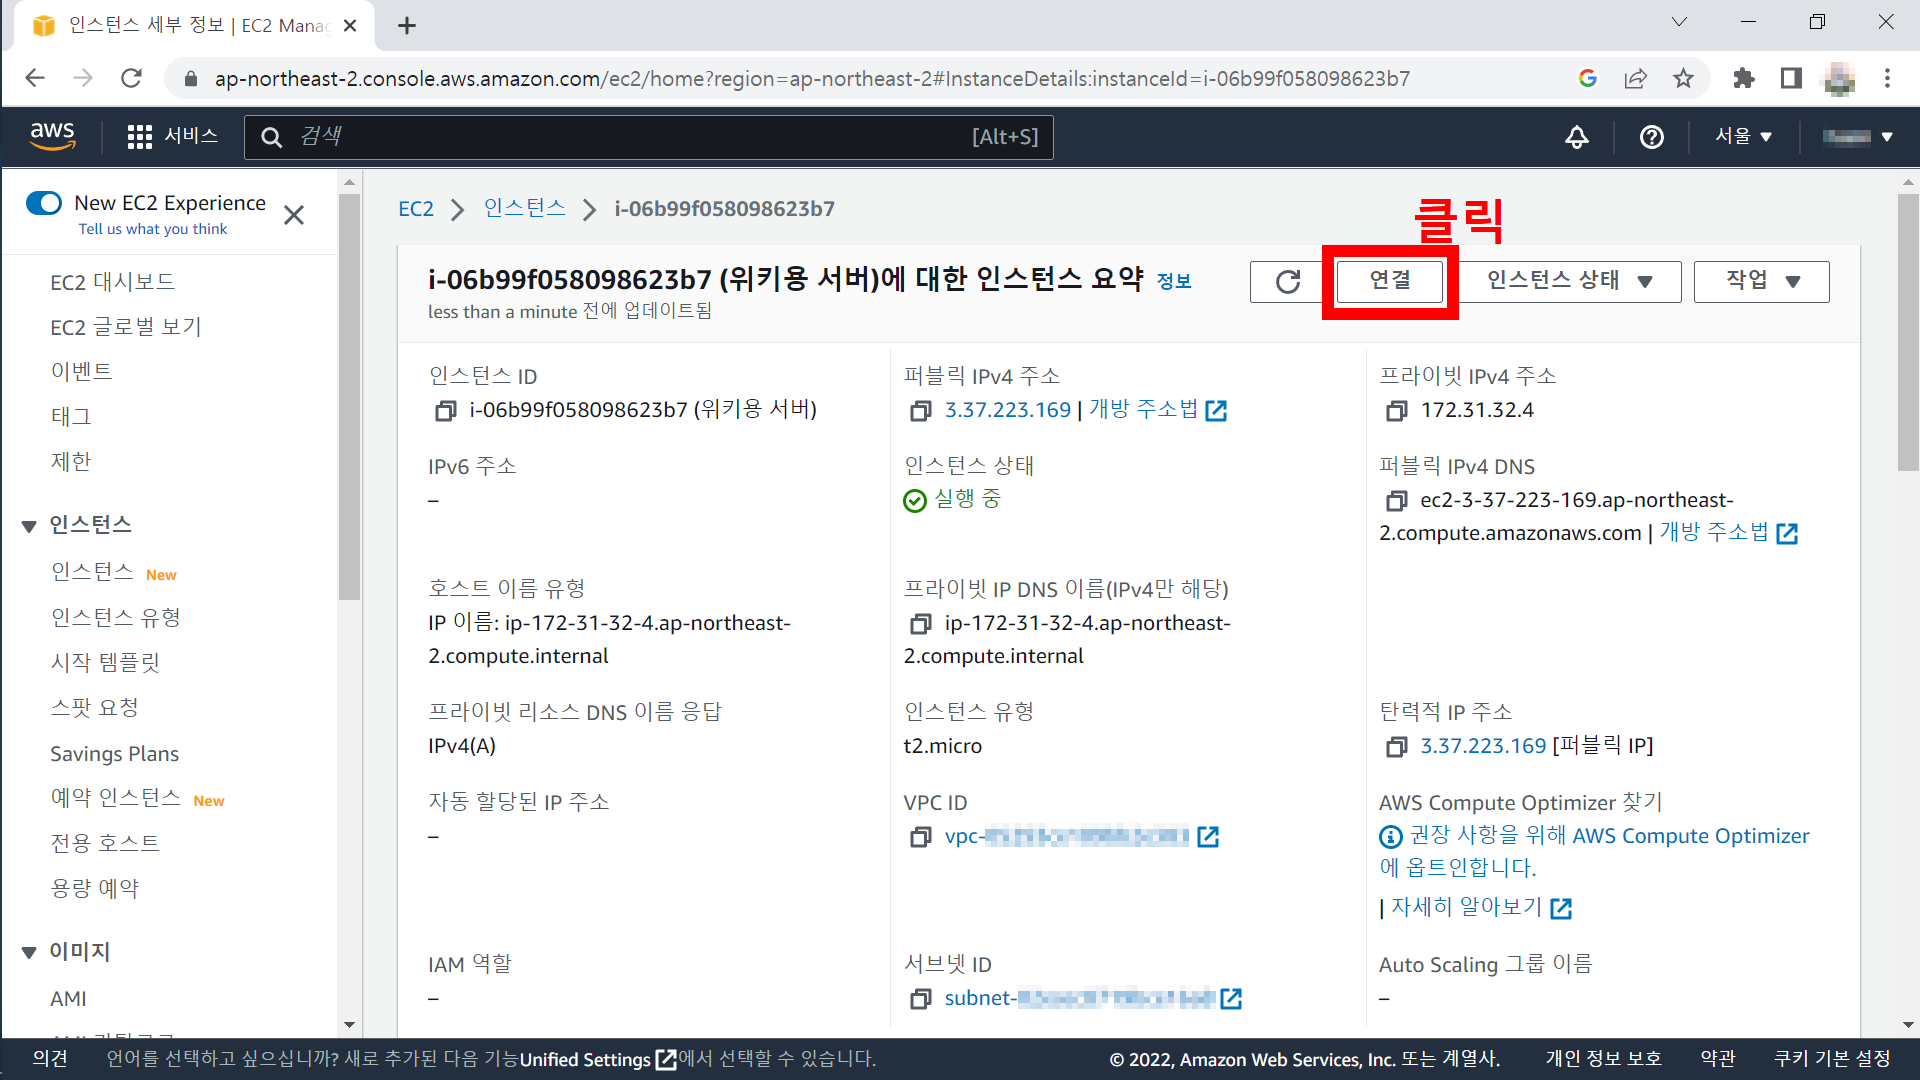 인스턴스 세부 정보 | EC2 Mana
ap-northeast-2.console.aws.amazon.com/ec2/home?region=ap-northeast-2#InstanceDetails:instanceId=i-06b99f058098623b7
aws 서비스 검색 [Alt+S] 서울
New EC2 Experience
Tell us what you think
EC2 대시보드
EC2 글로벌 보기
이벤트
태그
제한
인스턴스
인스턴스 New
인스턴스 유형
시작 템플릿
스팟 요청
Savings Plans
예약 인스턴스 New
전용 호스트
용량 예약
이미지
AMI
EC2 인스턴스 i-06b99f058098623b7
클릭
i-06b99f058098623b7 (위키용 서버)에 대한 인스턴스 요약 정보
less than a minute 전에 업데이트됨
연결 인스턴스 상태 작업
인스턴스 ID
i-06b99f058098623b7 (위키용 서버)
퍼블릭 IPv4 주소
3.37.223.169 | 개방 주소법
프라이빗 IPv4 주소
172.31.32.4
IPv6 주소
–
인스턴스 상태
실행 중
퍼블릭 IPv4 DNS
ec2-3-37-223-169.ap-northeast-
2.compute.amazonaws.com | 개방 주소법
호스트 이름 유형
IP 이름: ip-172-31-32-4.ap-northeast-
2.compute.internal
프라이빗 IP DNS 이름(IPv4만 해당)
ip-172-31-32-4.ap-northeast-
2.compute.internal
프라이빗 리소스 DNS 이름 응답
IPv4(A)
인스턴스 유형
t2.micro
탄력적 IP 주소
3.37.223.169 [퍼블릭 IP]
자동 할당된 IP 주소
–
VPC ID
vpc-
AWS Compute Optimizer 찾기
권장 사항을 위해 AWS Compute Optimizer
에 옵트인합니다.
| 자세히 알아보기
IAM 역할
–
서브넷 ID
subnet-
Auto Scaling 그룹 이름
–
의견 언어를 선택하고 싶으십니까? 새로 추가된 다음 기능Unified Settings에서 선택할 수 있습니다. © 2022, Amazon Web Services, Inc. 또는 계열사. 개인 정보 보호 약관 쿠키 기본 설정